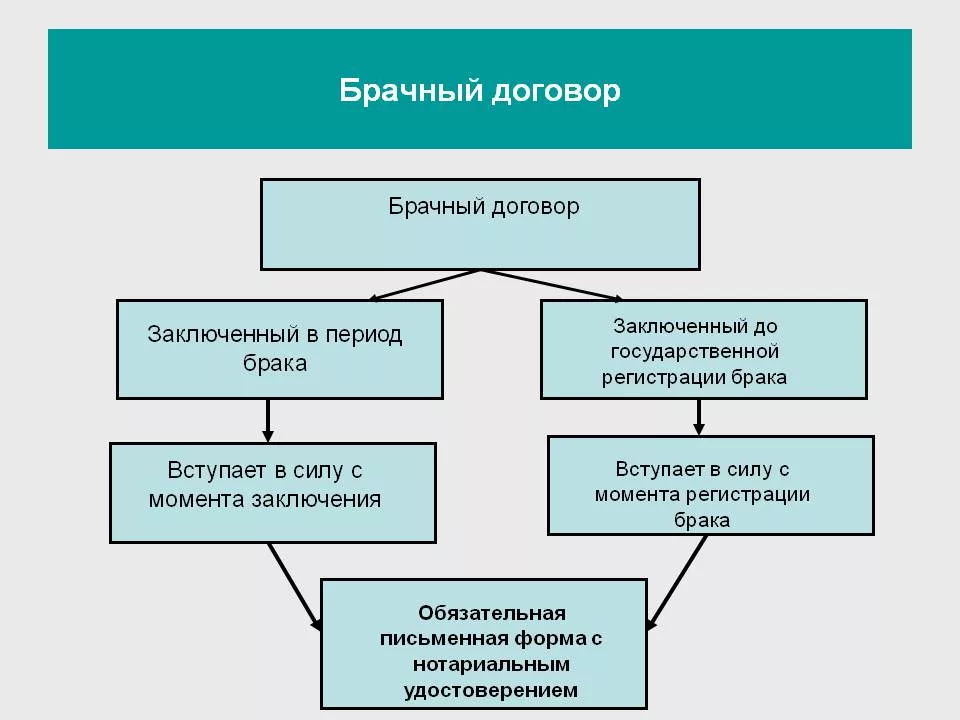 Брачный договор
Брачный договор
Заключенный в период
брака
Заключенный до
государственной
регистрации брака
Вступает в силу с
момента заключения
Вступает в силу с
момента регистрации
брака
Обязательная
письменная форма с
нотариальным
удостоверением